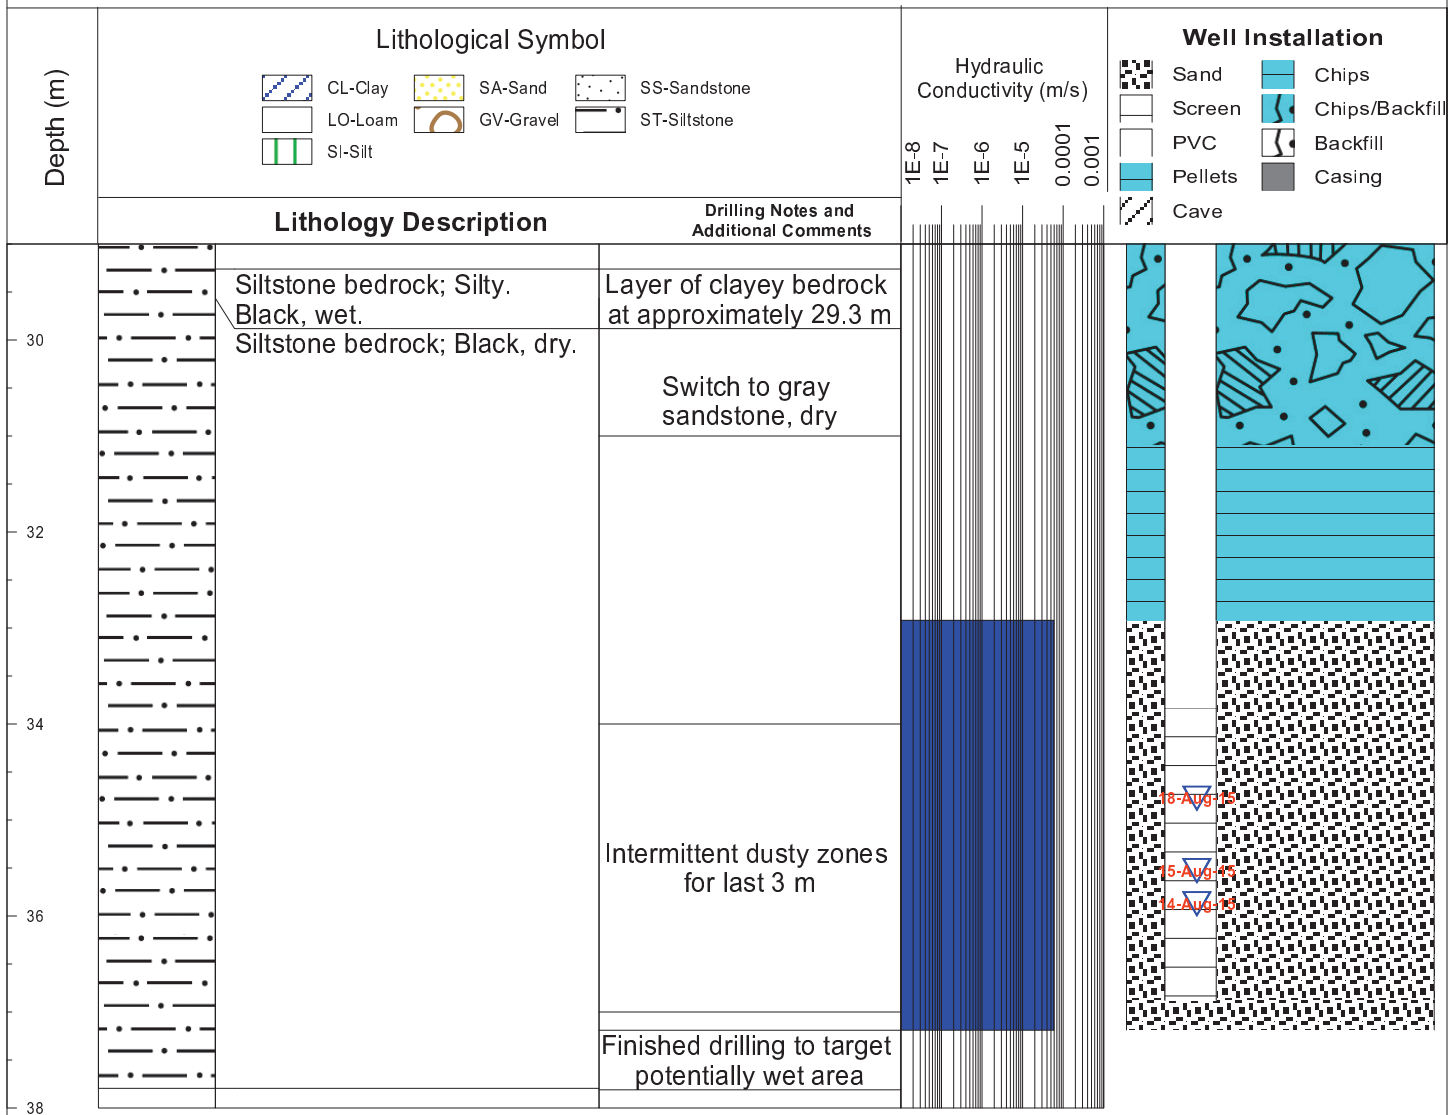 Depth (m)
Lithological Symbol
CL-Clay
SA-Sand
SS-Sandstone
LO-Loam
GV-Gravel
ST-Siltstone
SI-Silt
Lithology Description
Drilling Notes and
Additional Comments
Hydraulic
Conductivity (m/s)
1E-8
1E-7
1E-6
1E-5
0.0001
0.001
Well Installation
Sand
Chips
Screen
Chips/Backfill
PVC
Backfill
Pellets
Casing
Cave
Siltstone bedrock; Silty.
Black, wet.
Siltstone bedrock; Black, dry.
Layer of clayey bedrock
at approximately 29.3 m
Switch to gray
sandstone, dry
Intermittent dusty zones
for last 3 m
Finished drilling to target
potentially wet area
30
32
34
36
38
18-Aug-15
15-Aug-15
14-Aug-15